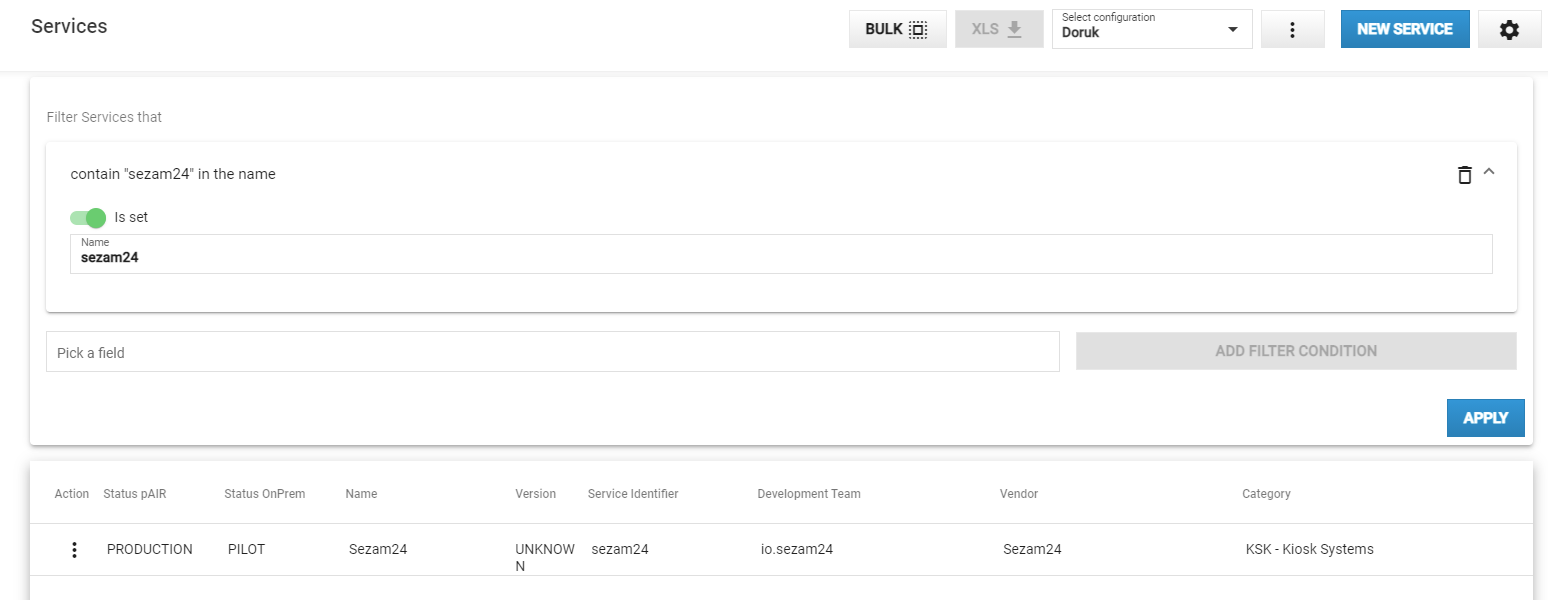 Services
BULK
XLS
Select configuration
Doruk
NEW SERVICE
Filter Services that
contain "sezam24" in the name
Is set
Name
sezam24
Pick a field
ADD FILTER CONDITION
APPLY
Action Status pAIR Status OnPrem Name Version Service Identifier Development Team Vendor Category
PRODUCTION PILOT Sezam24 UNKNOW sezam24 io.sezam24 Sezam24 KSK - Kiosk Systems
N